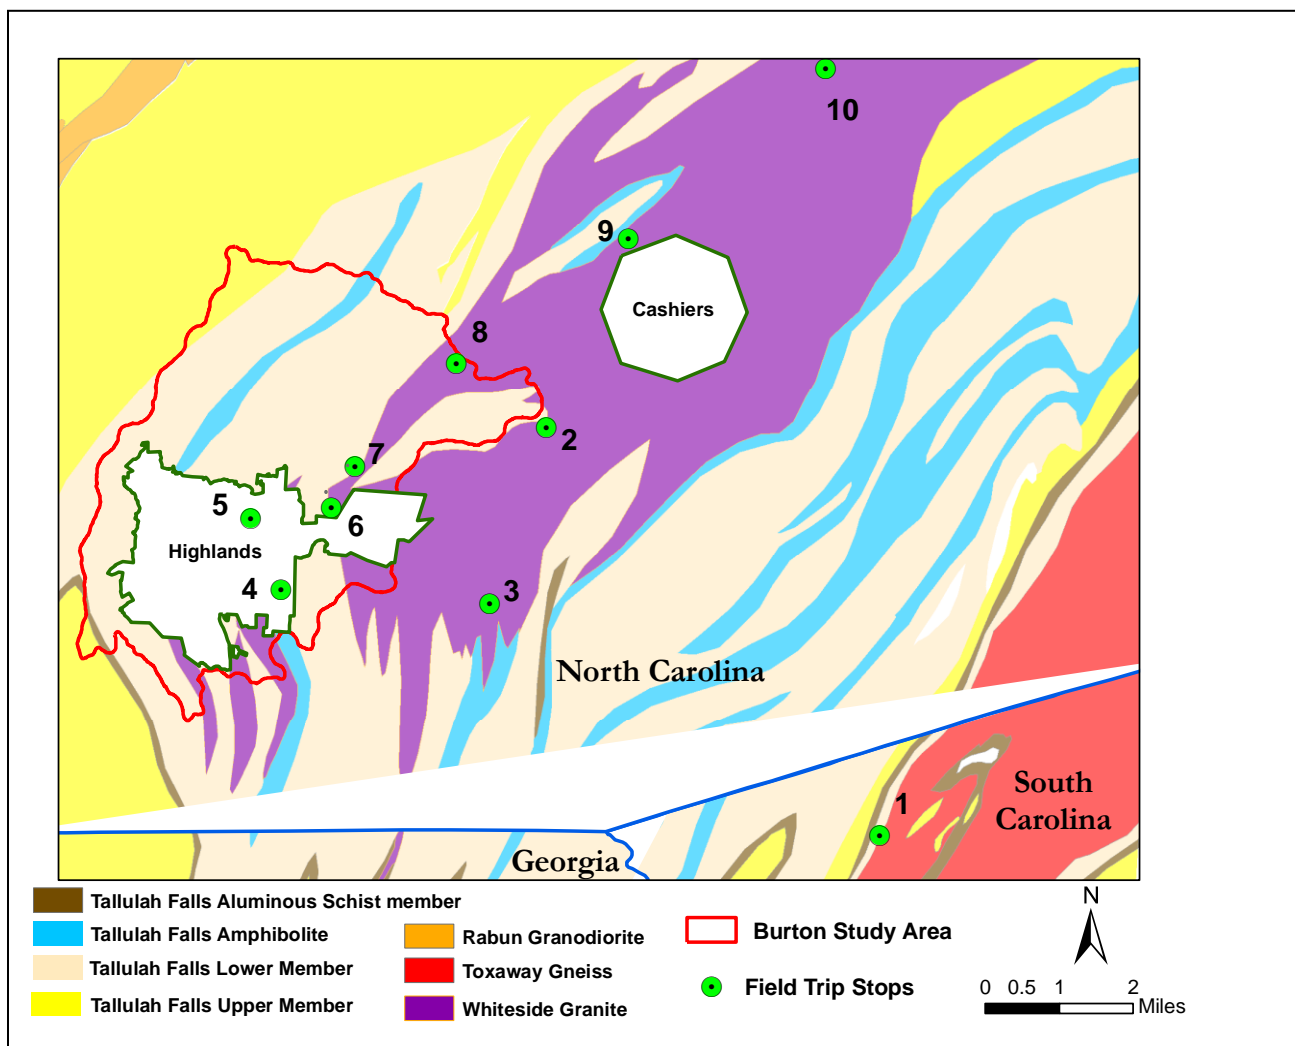 10
9
Cashiers
8
2
7
5
6
Highlands
4
3
North Carolina
1
South
Carolina
Georgia
Tallulah Falls Aluminous Schist member
Tallulah Falls Amphibolite
Tallulah Falls Lower Member
Tallulah Falls Upper Member
Rabun Granodiorite
Toxaway Gneiss
Whiteside Granite
Burton Study Area
Field Trip Stops
N
0 0.5 1 2
Miles